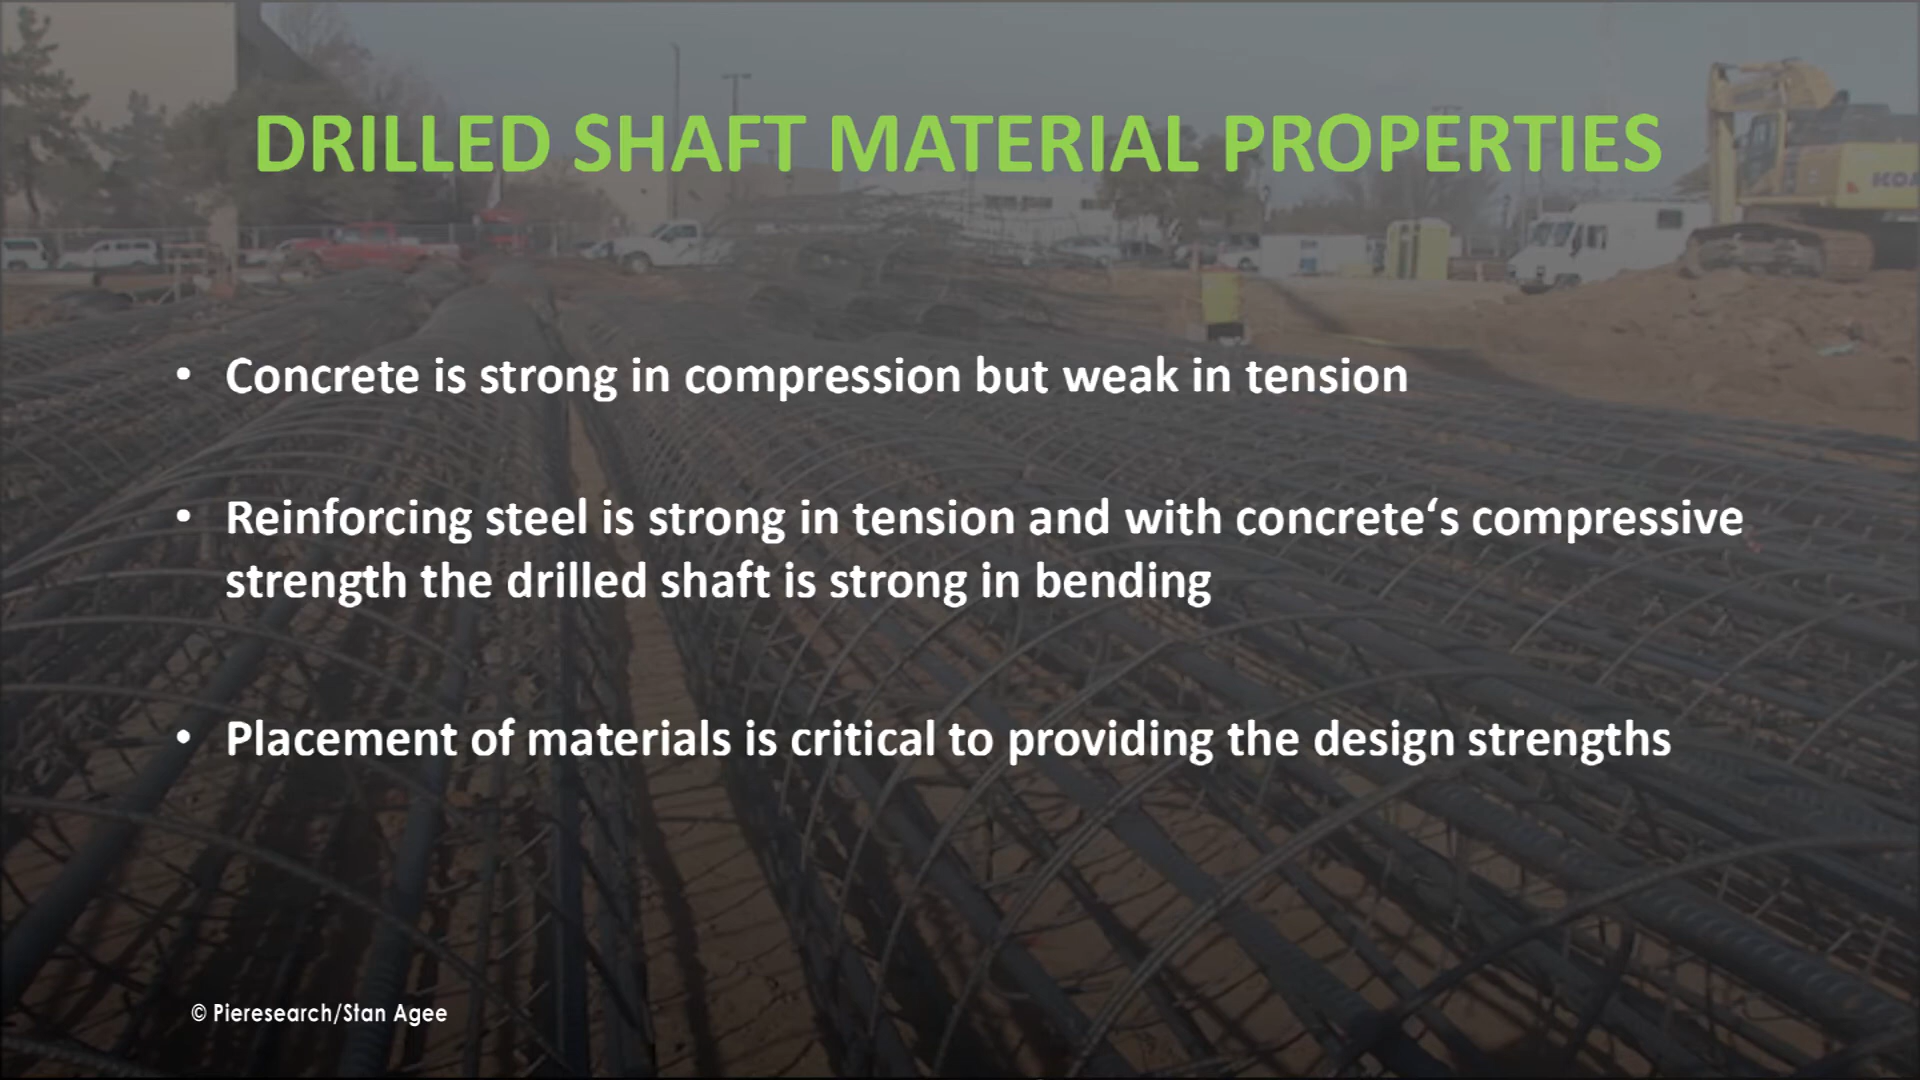 DRILLED SHAFT MATERIAL PROPERTIES
• Concrete is strong in compression but weak in tension
• Reinforcing steel is strong in tension and with concrete‘s compressive
strength the drilled shaft is strong in bending
• Placement of materials is critical to providing the design strengths
© Pieresearch/Stan Agee